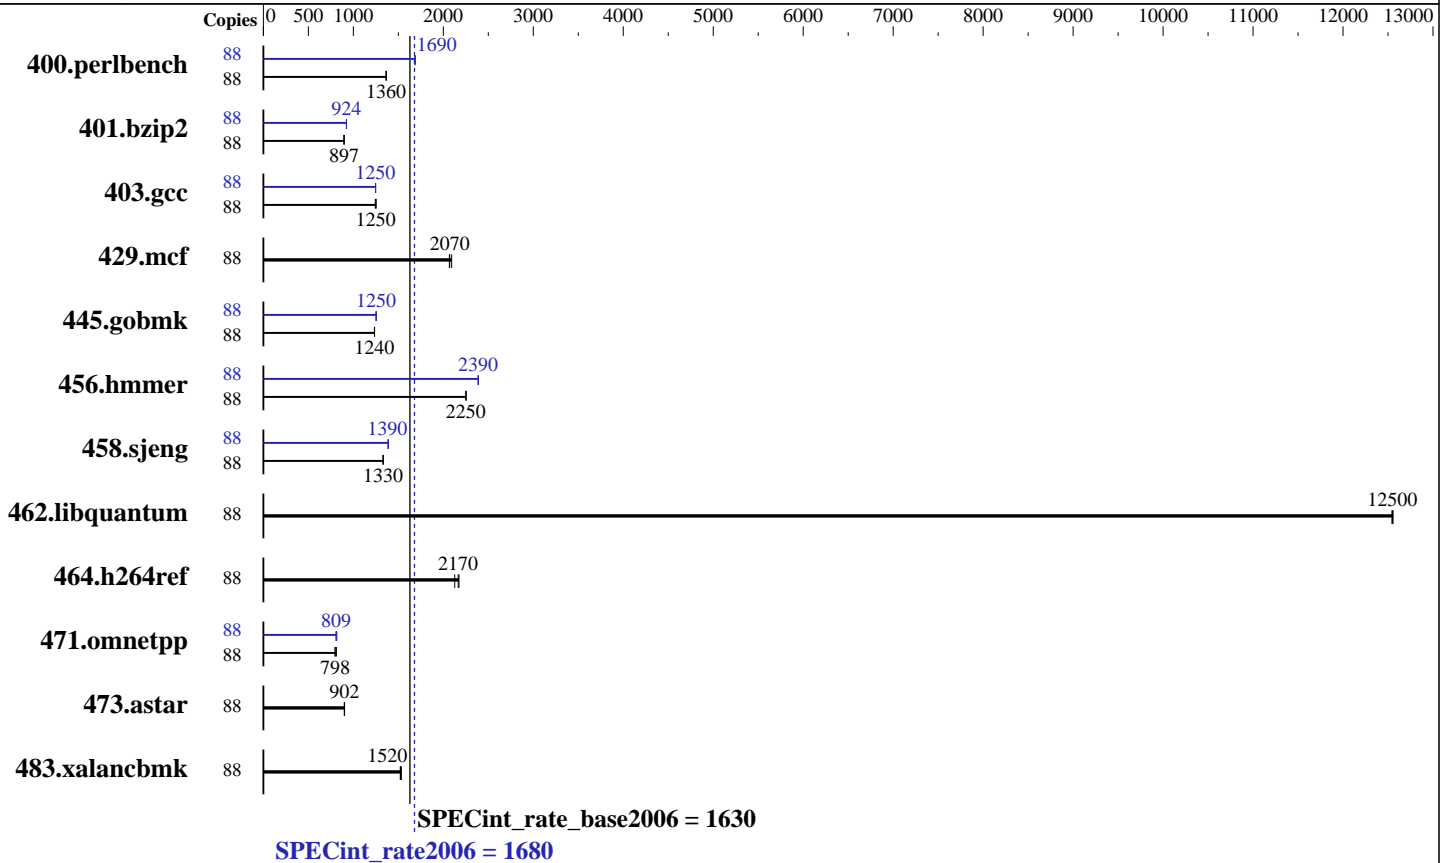 Copies 0 500 1000 2000 3000 4000 5000 6000 7000 8000 9000 10000 11000 12000 13000
400.perlbench 88 1690
88 1360
401.bzip2 88 924
88 897
403.gcc 88 1250
88 1250
429.mcf 88 2070
445.gobmk 88 1250
88 1240
456.hmmer 88 2390
88 2250
458.sjeng 88 1390
88 1330
462.libquantum 88 12500
464.h264ref 88 2170
471.omnetpp 88 809
88 798
473.astar 88 902
483.xalancbmk 88 1520
SPECint_rate_base2006 = 1630
SPECint_rate2006 = 1680